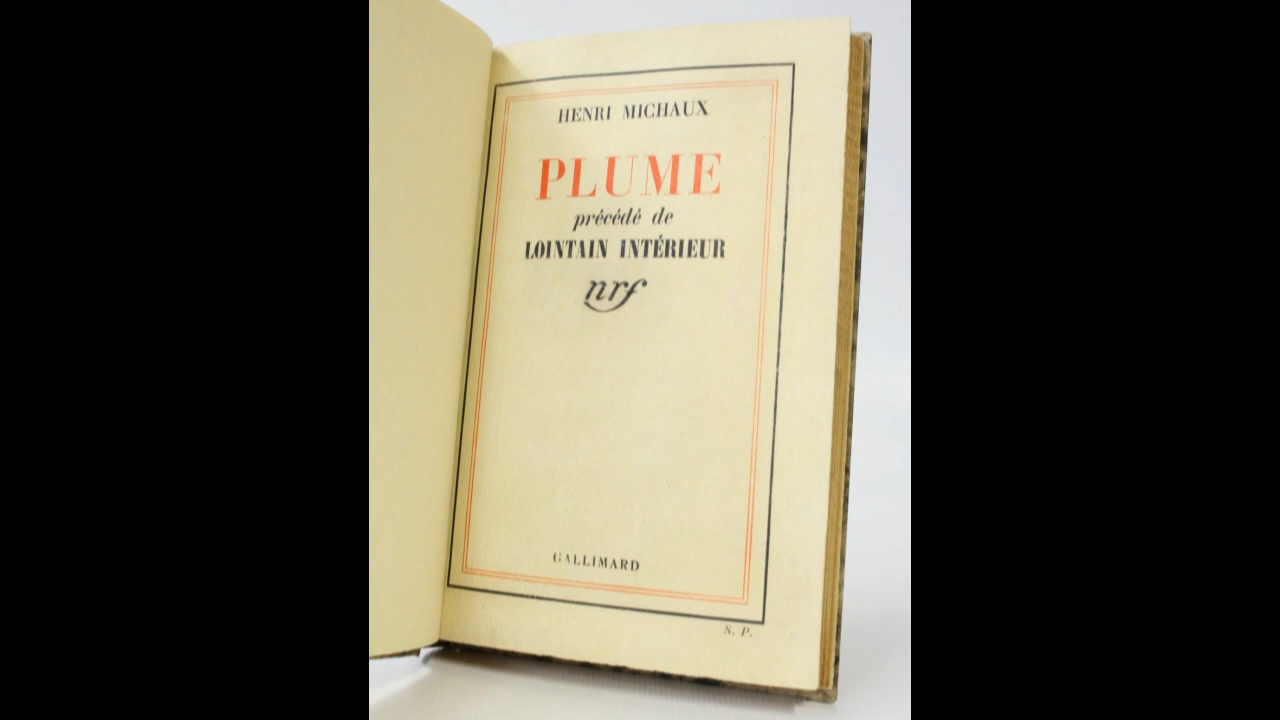 HENRI MICHAUX
PLUME
précédé de
LOINTAIN INTÉRIEUR
nrf
GALLIMARD
S. P.